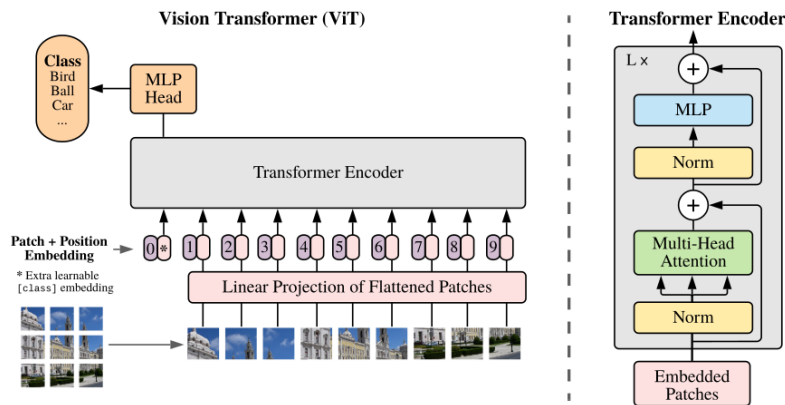 Vision Transformer (ViT)
Class
Bird
Ball
Car
...
MLP
Head
Transformer Encoder
Patch + Position
Embedding
0 * 1 2 3 4 5 6 7 8 9
* Extra learnable
[class] embedding
Linear Projection of Flattened Patches
Transformer Encoder
L x
+
MLP
Norm
+
Multi-Head
Attention
Norm
Embedded
Patches